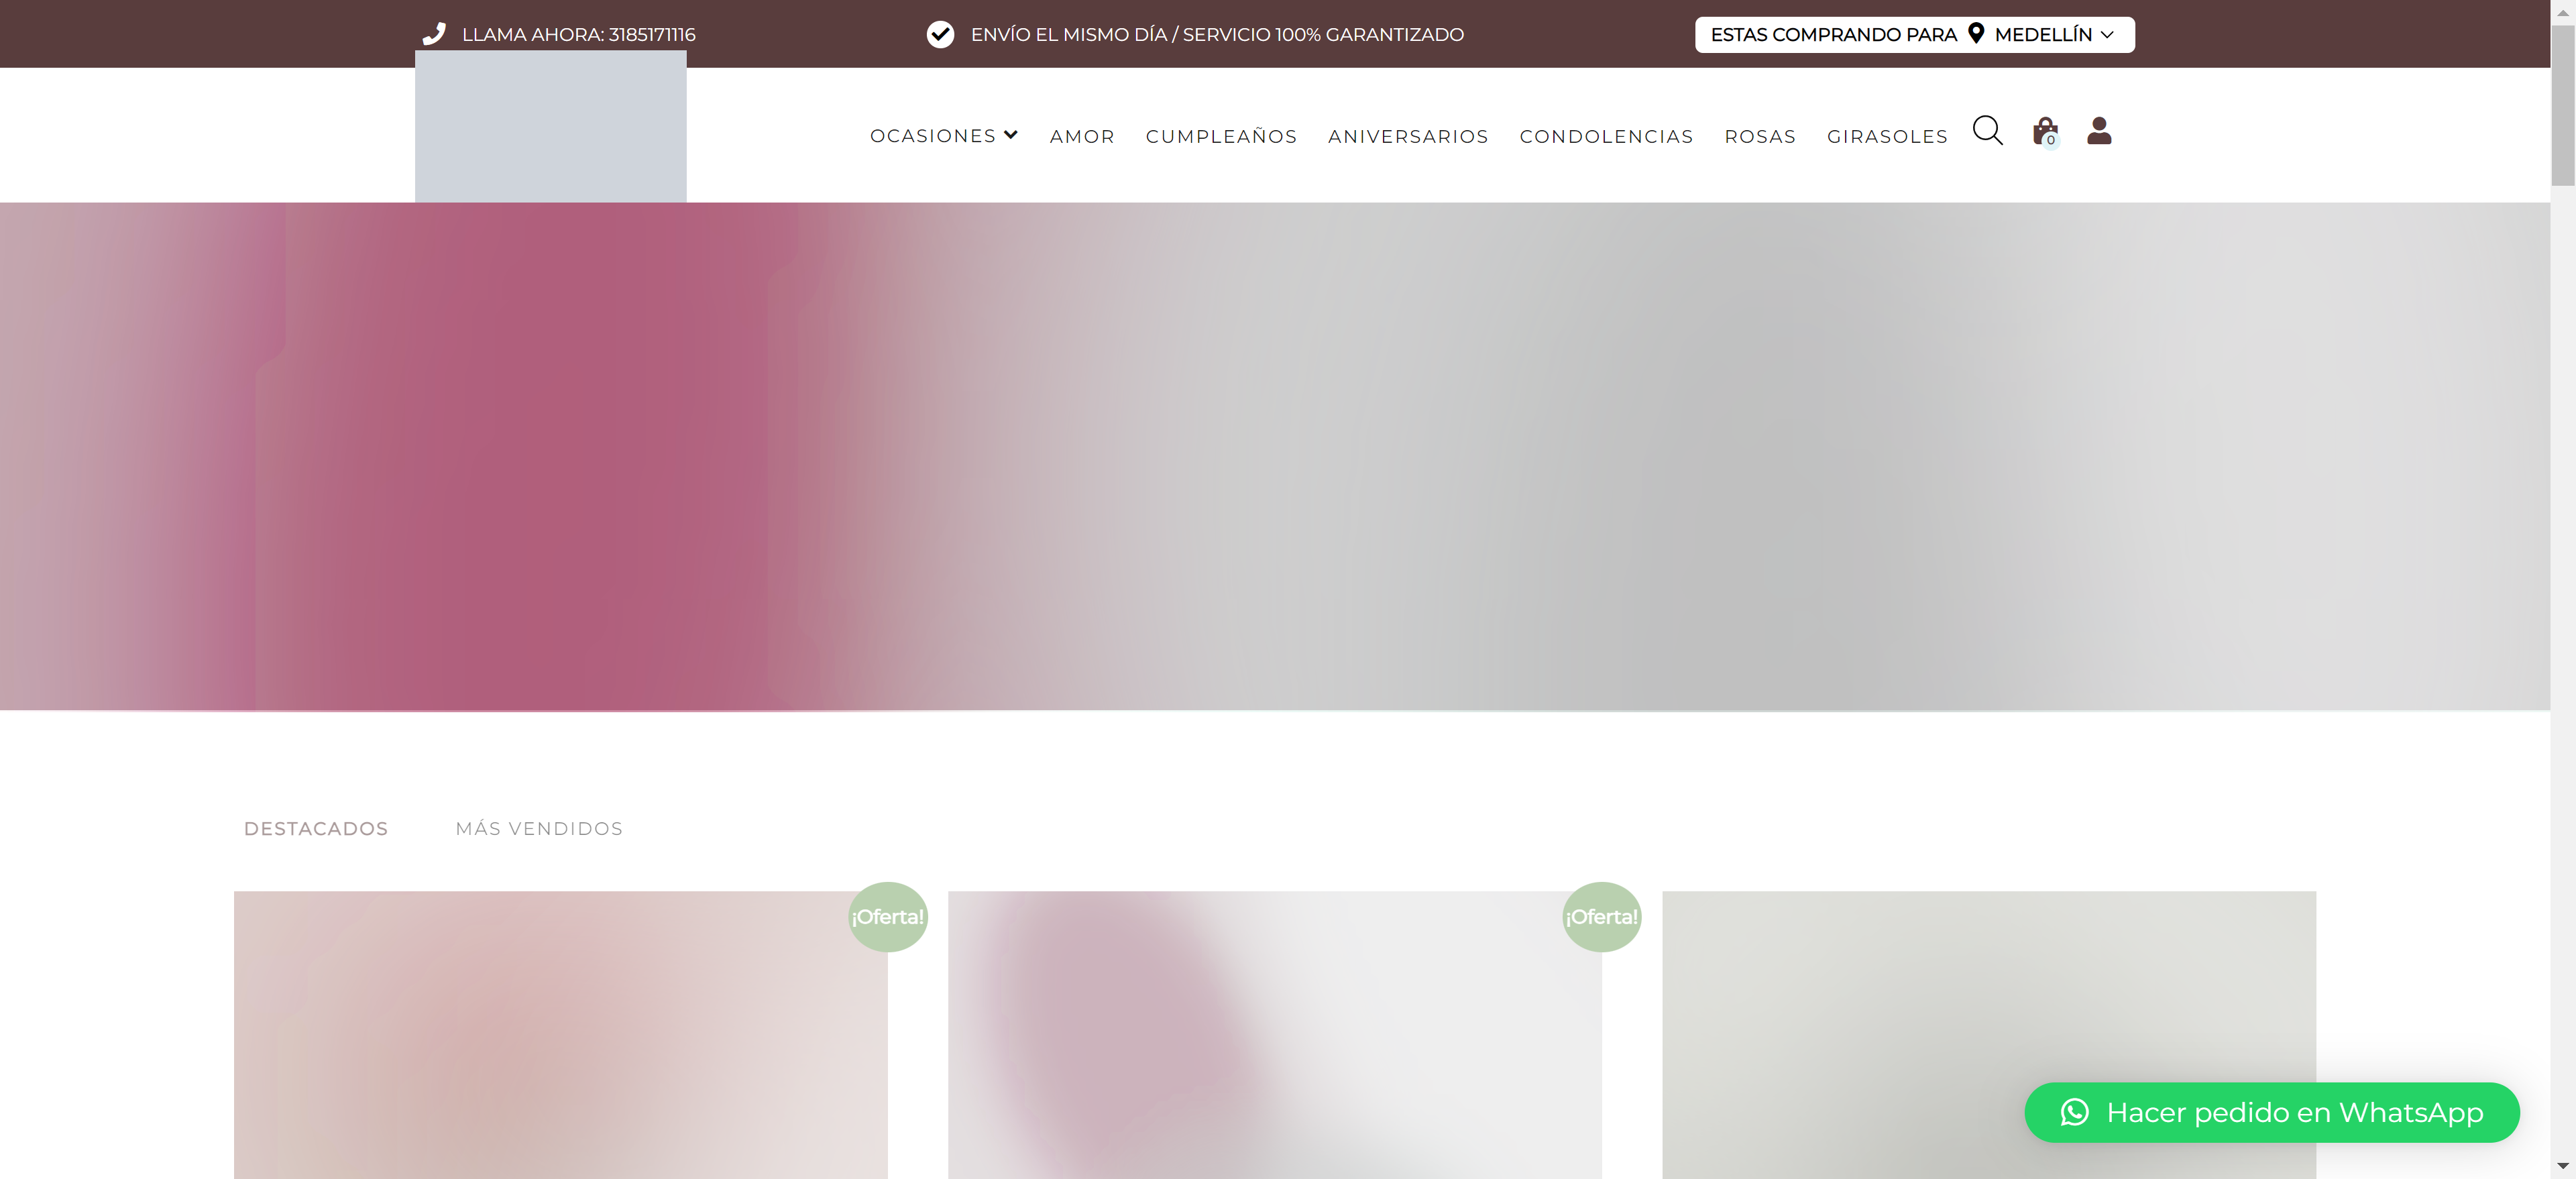 LLAMA AHORA: 3185171116
ENVÍO EL MISMO DÍA / SERVICIO 100% GARANTIZADO
ESTAS COMPRANDO PARA MEDELLÍN
OCASIONES AMOR CUMPLEAÑOS ANIVERSARIOS CONDOLENCIAS ROSAS GIRASOLES
0
DESTACADOS MÁS VENDIDOS
¡Oferta!
¡Oferta!
Hacer pedido en WhatsApp